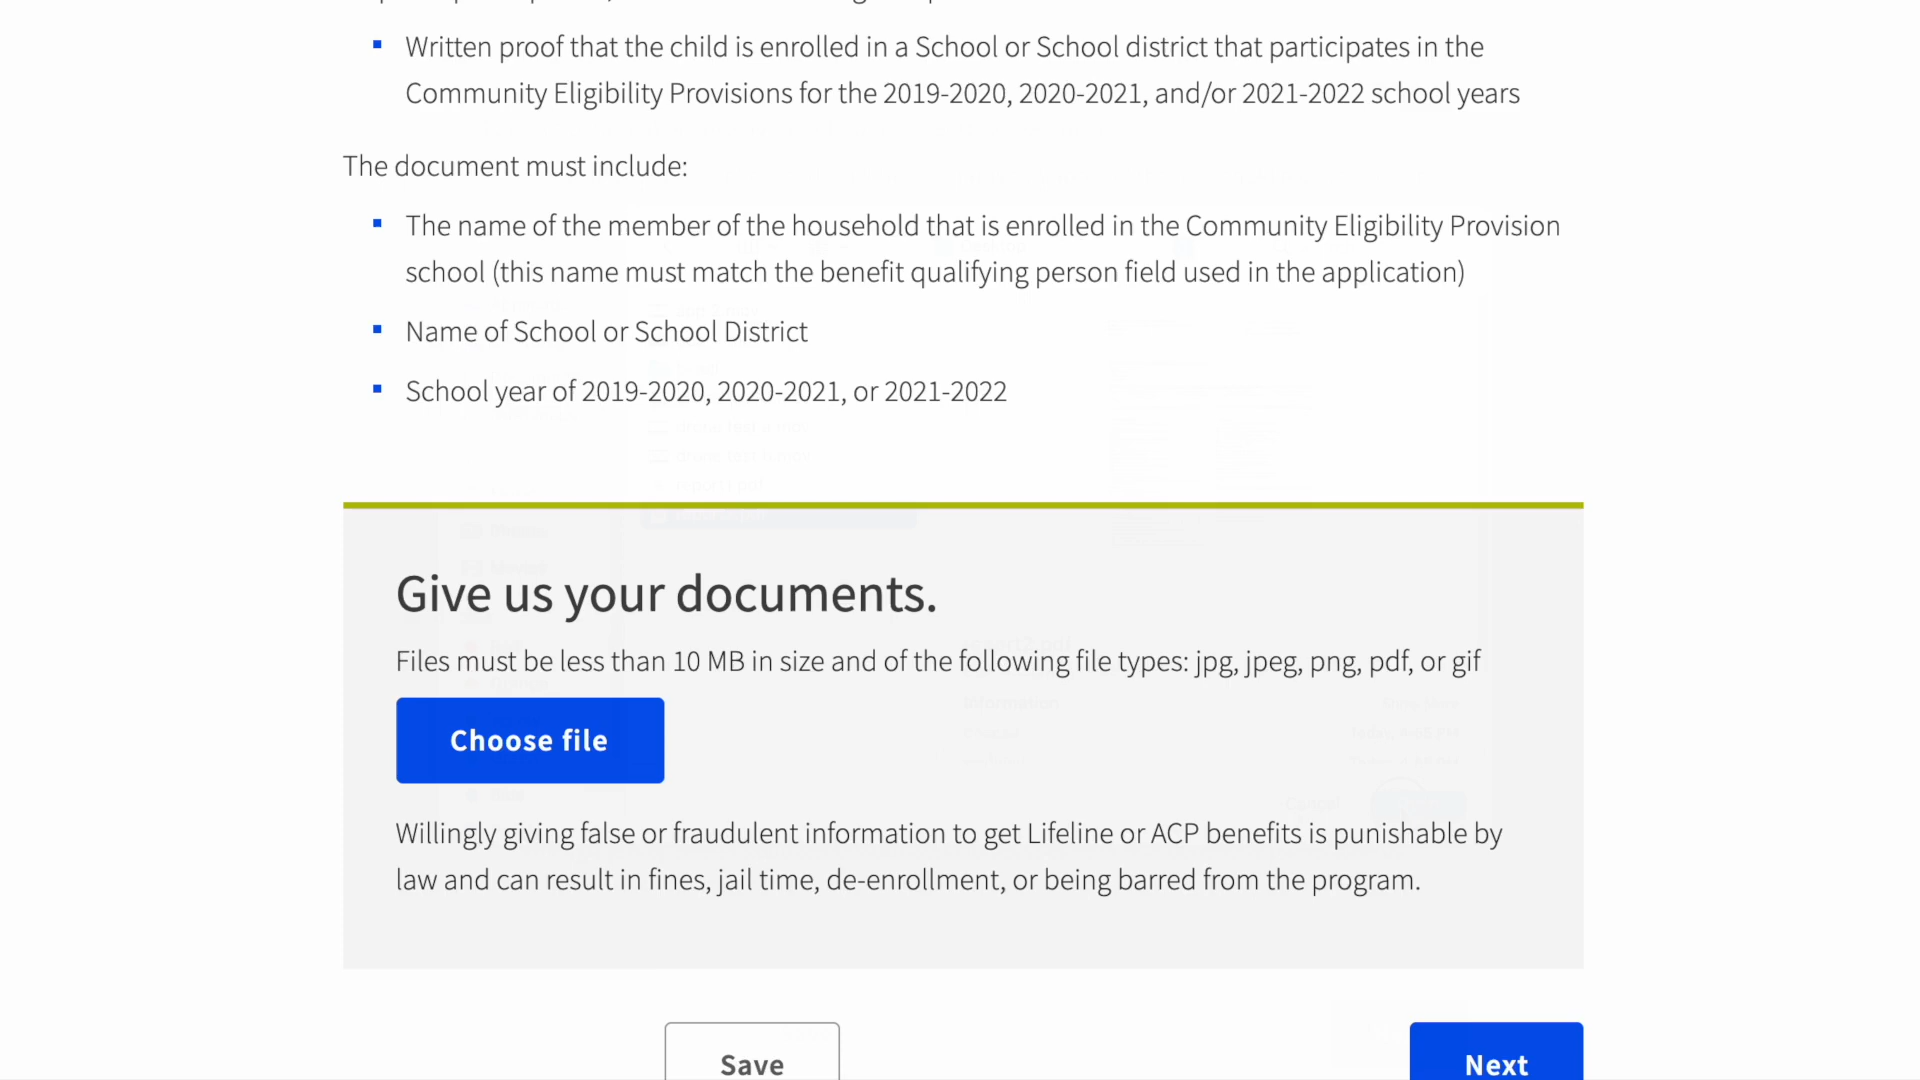 Written proof that the child is enrolled in a School or School district that participates in the
Community Eligibility Provisions for the 2019-2020, 2020-2021, and/or 2021-2022 school years
The document must include:
The name of the member of the household that is enrolled in the Community Eligibility Provision
school (this name must match the benefit qualifying person field used in the application)
Name of School or School District
School year of 2019-2020, 2020-2021, or 2021-2022
Give us your documents.
Files must be less than 10 MB in size and of the following file types: jpg, jpeg, png, pdf, or gif
Choose file
Willingly giving false or fraudulent information to get Lifeline or ACP benefits is punishable by
law and can result in fines, jail time, de-enrollment, or being barred from the program.
Save
Next